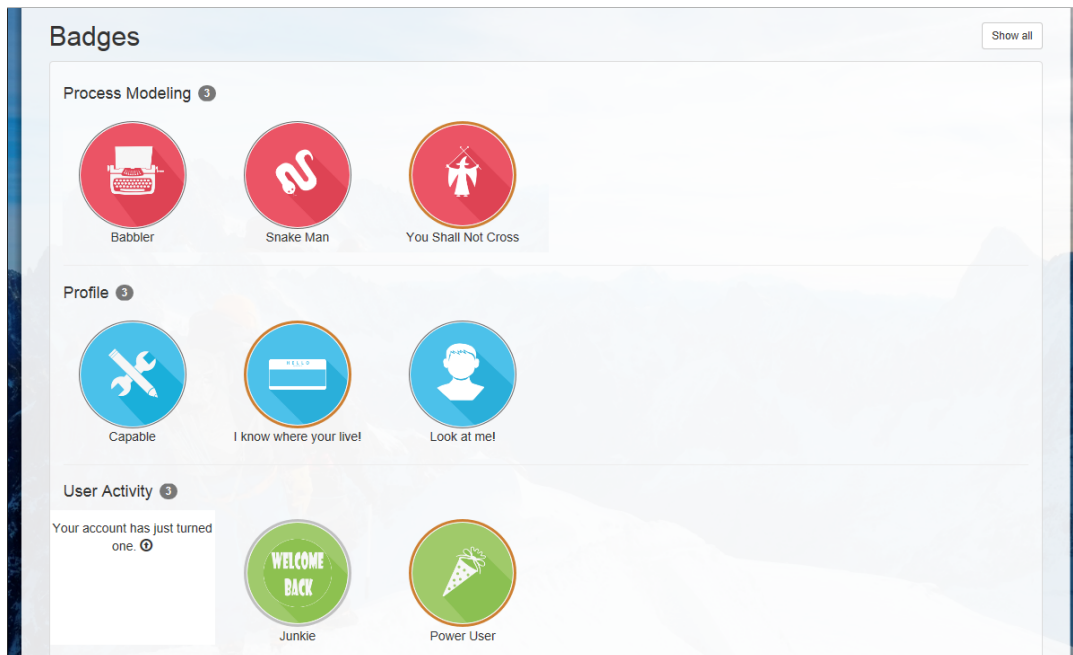 Badges
Show all
Process Modeling 3
Babbler
Snake Man
You Shall Not Cross
Profile 3
HELLO
Capable
I know where your live!
Look at me!
User Activity 3
Your account has just turned
one.
WELCOME
BACK
Junkie
Power User